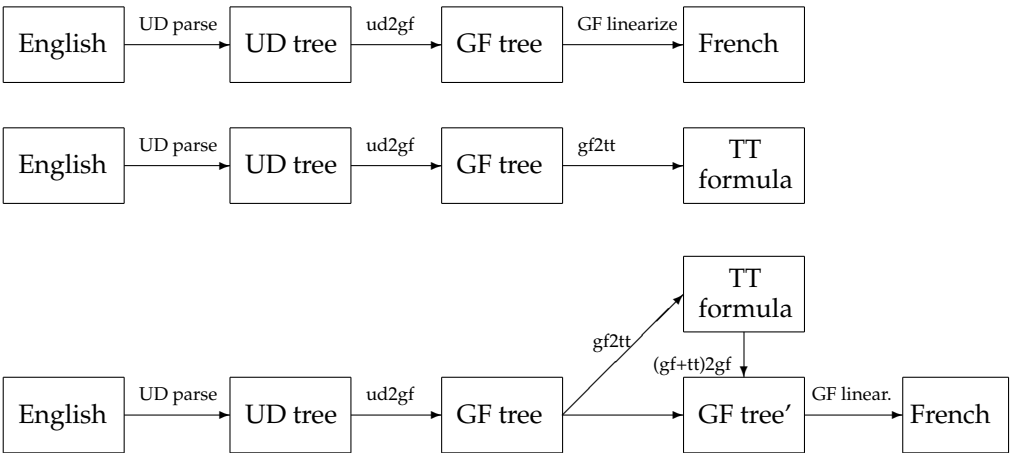 UD parse ud2gf GF linearize
English UD tree GF tree French
UD parse ud2gf gf2tt
English UD tree GF tree TT
formula
TT
formula
gf2tt
UD parse ud2gf (gf+tt)2gf GF linear.
English UD tree GF tree GF tree′ French